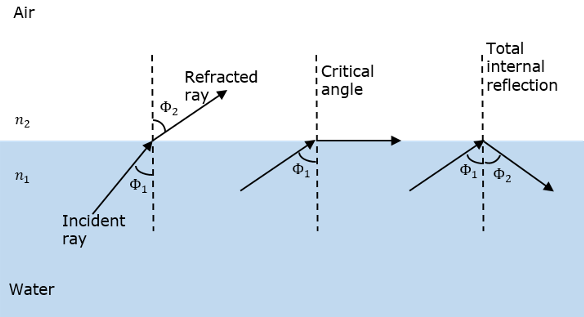 Air
Refracted
ray
Φ2
n2
n1
Φ1
Incident
ray
Critical
angle
Φ1
Total
internal
reflection
Φ1
Φ2
Water